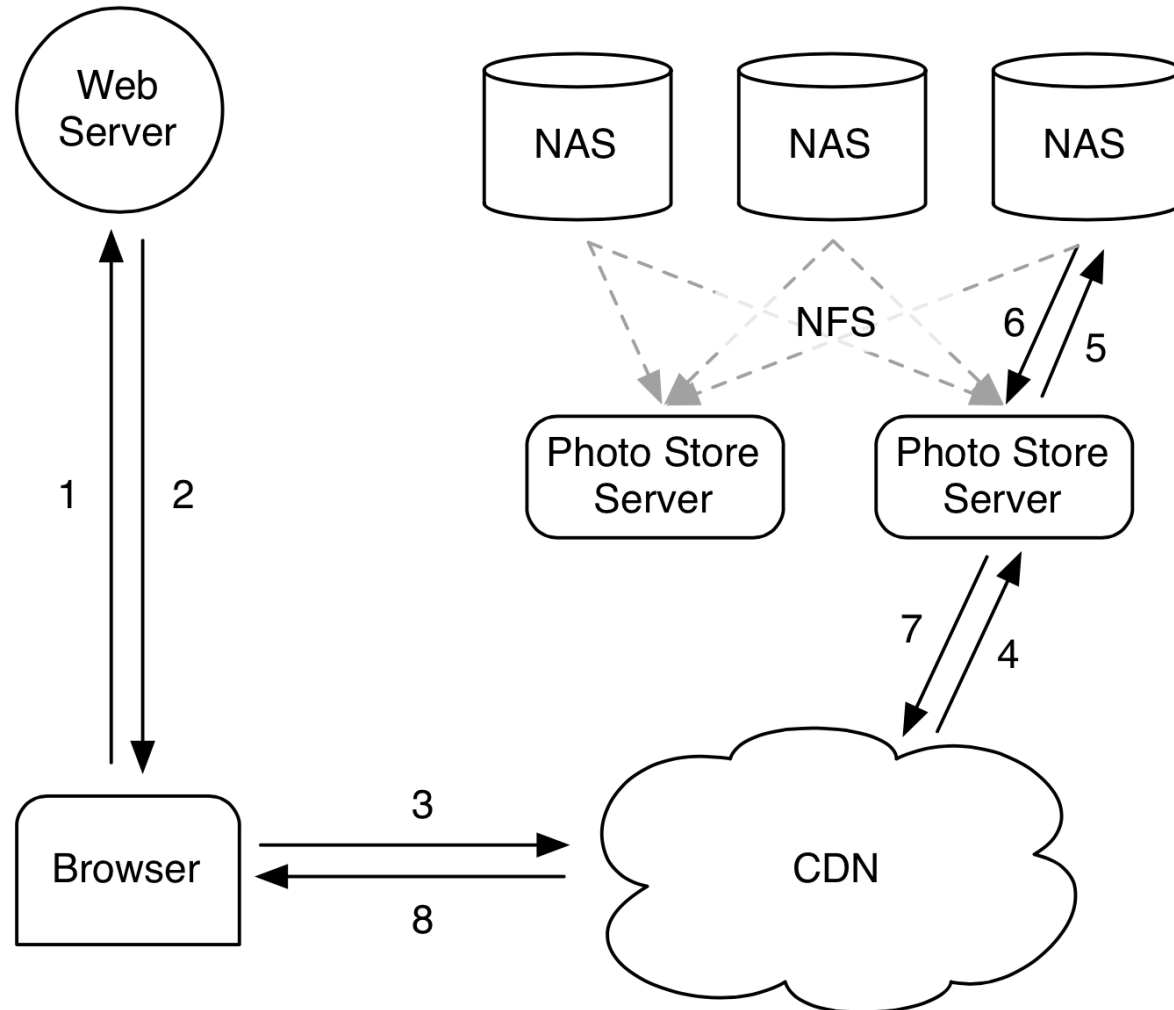 Web
Server
NAS
NAS
NAS
NFS
6
5
Photo Store
Server
Photo Store
Server
1
2
7
4
3
Browser
CDN
8